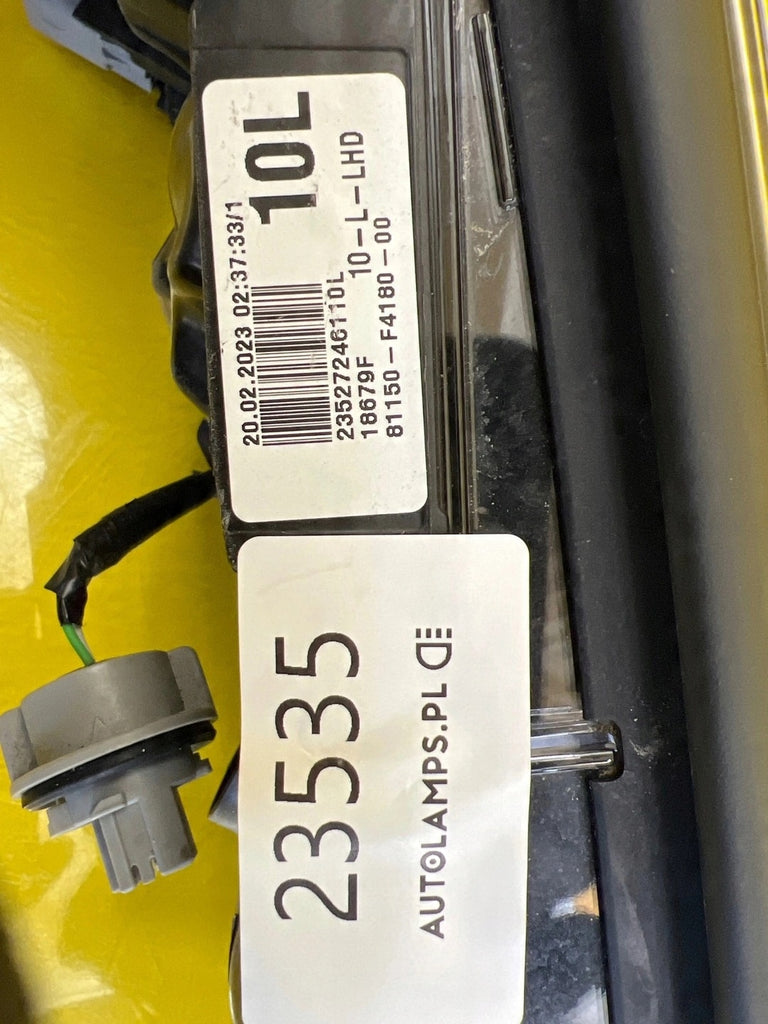 20.02.2023 02:37:33/1
10L
23527246110L
10-L-LHD
18679F
81150-F4180-00
23535
AUTOLAMPS.PL